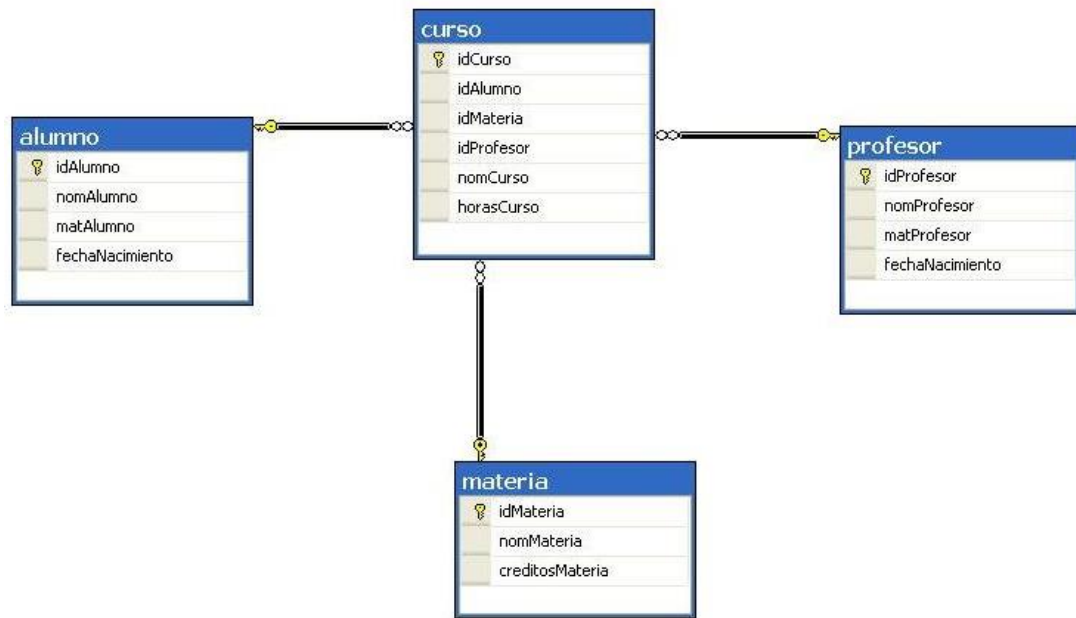 curso
idCurso
idAlumno
idMateria
idProfesor
nomCurso
horasCurso
alumno
idAlumno
nomAlumno
matAlumno
fechaNacimiento
profesor
idProfesor
nomProfesor
matProfesor
fechaNacimiento
materia
idMateria
nomMateria
creditosMateria